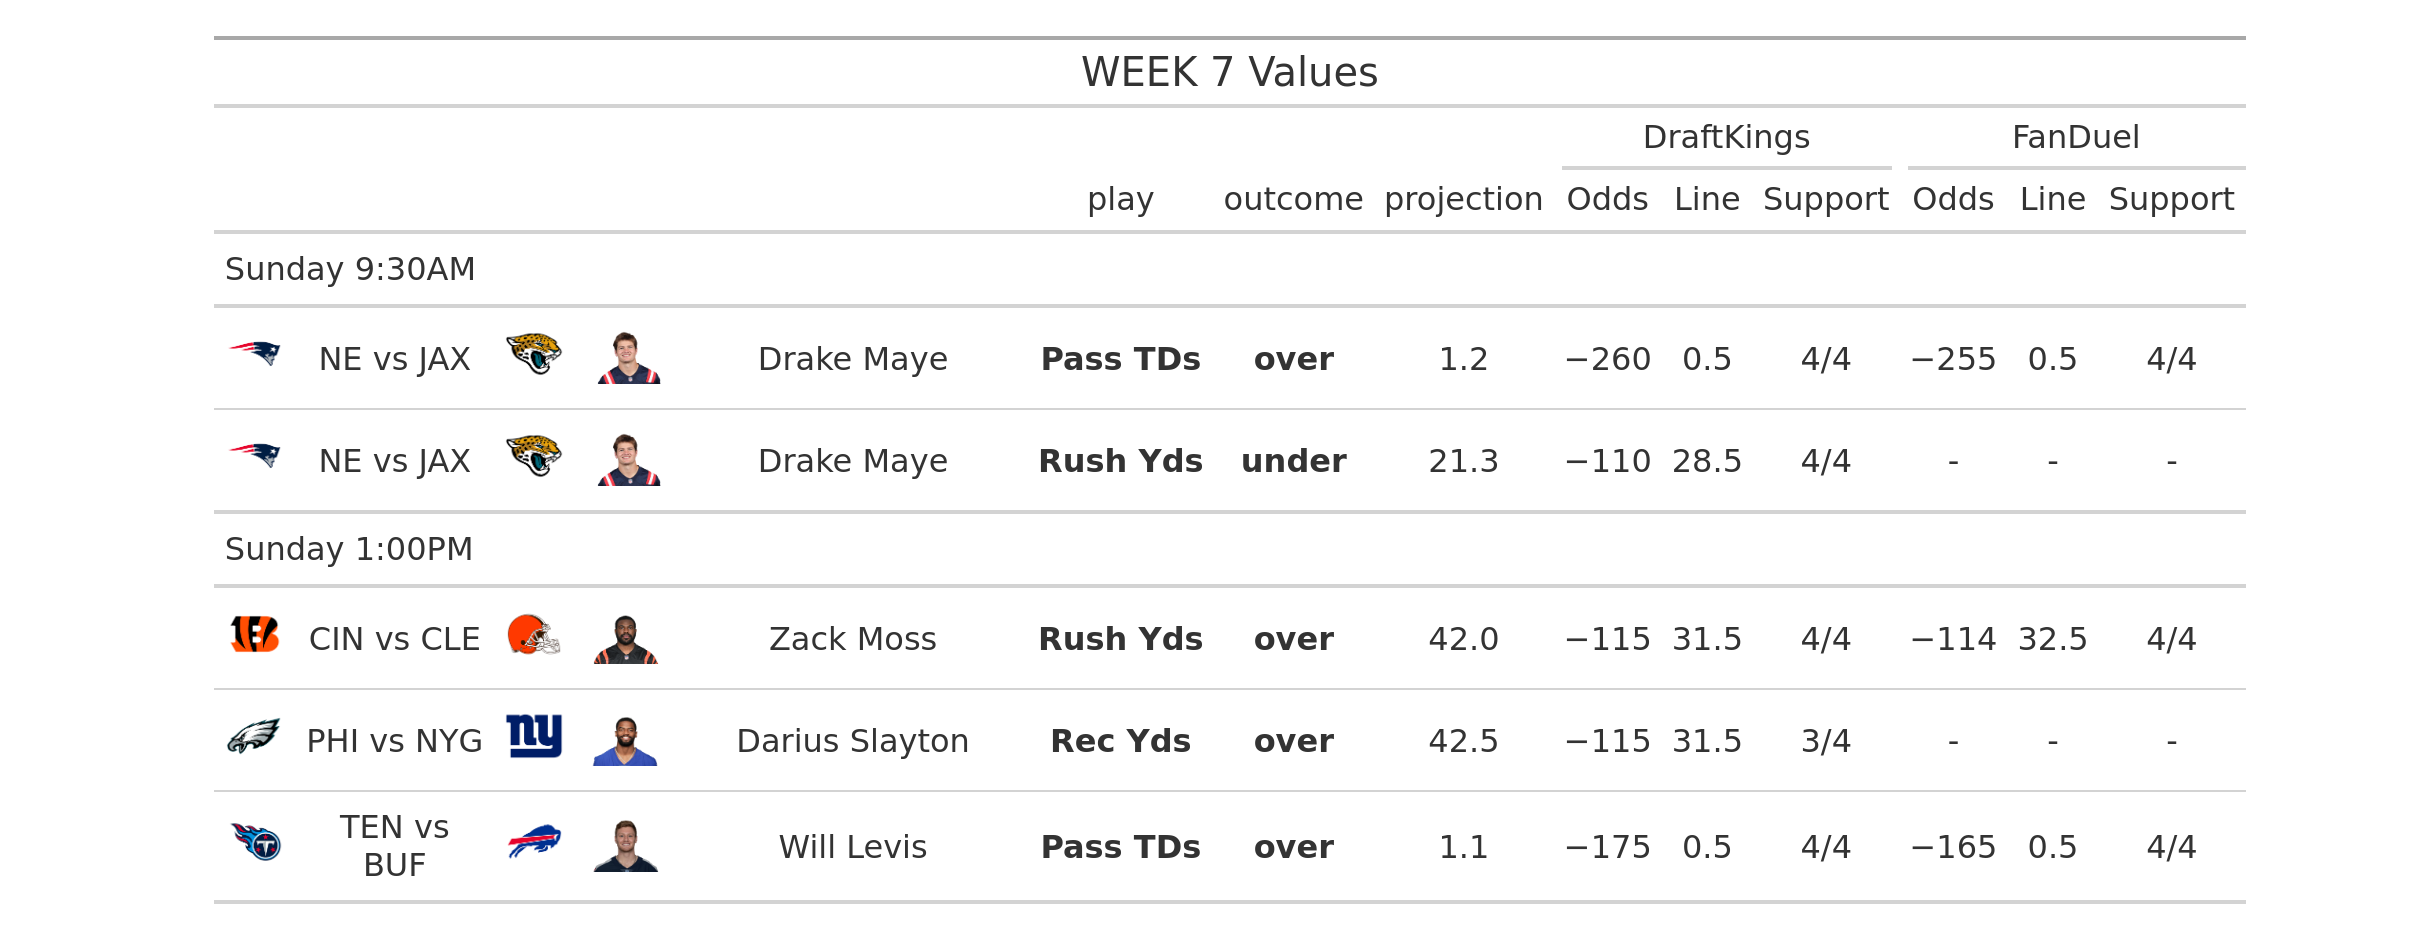 WEEK 7 Values
DraftKings FanDuel
play outcome projection Odds Line Support Odds Line Support
Sunday 9:30AM
NE vs JAX Drake Maye Pass TDs over 1.2 −260 0.5 4/4 −255 0.5 4/4
NE vs JAX Drake Maye Rush Yds under 21.3 −110 28.5 4/4 - - -
Sunday 1:00PM
CIN vs CLE Zack Moss Rush Yds over 42.0 −115 31.5 4/4 −114 32.5 4/4
PHI vs NYG ny Darius Slayton Rec Yds over 42.5 −115 31.5 3/4 - - -
TEN vs
BUF T Will Levis Pass TDs over 1.1 −175 0.5 4/4 −165 0.5 4/4